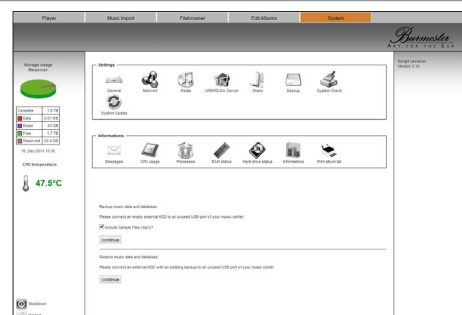 Player Music Import Filebrowser Edit Albums System
Burmester
ART FOR THE EAR
Storage usage
Memserver
Script version:
Version 2.10
Settings
General Network Media UPNP/DLNA Server Share Backup System Check
System Update
Complete 1.8 TB
Data 0.01 KB
Music 43 GB
Free 1.7 TB
Reserved
16. Dec 2014 10:00
Informations
Messages CPU usage Processes RAID status Hard drive status Informations Print album list
CPU temperature
47.5°C
Backup music data and database:
Please connect an empty external HDD to an unused USB port of your music center.
Include Sample Files (mp3)?
continue
Restore music data and database:
Please connect an external HDD with an existing backup to an unused USB port of your music center.
continue
Shutdown